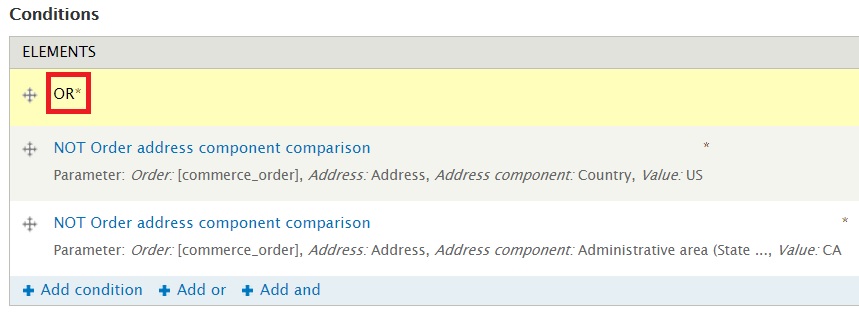 Conditions
ELEMENTS
OR*
NOT Order address component comparison *
Parameter: Order: [commerce_order], Address: Address, Address component: Country, Value: US
NOT Order address component comparison *
Parameter: Order: [commerce_order], Address: Address, Address component: Administrative area (State ..., Value: CA
+ Add condition + Add or + Add and